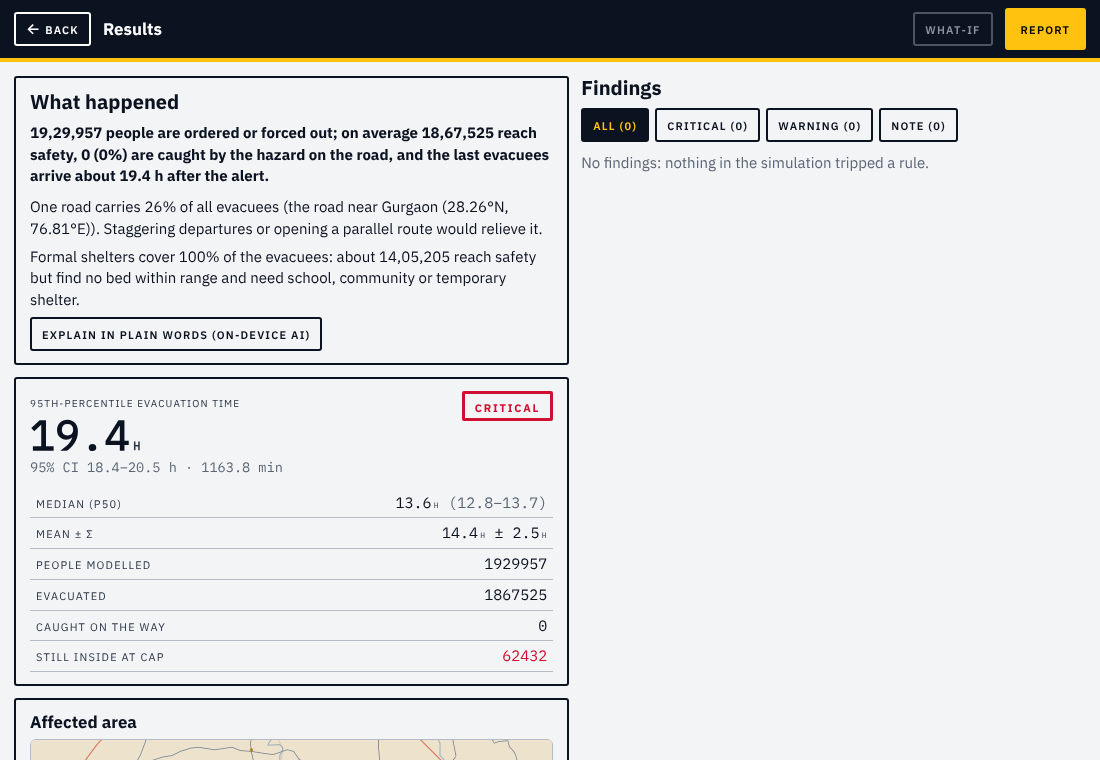 ← BACK
Results
WHAT-IF
REPORT
What happened
19,29,957 people are ordered or forced out; on average 18,67,525 reach
safety, 0 (0%) are caught by the hazard on the road, and the last evacuees
arrive about 19.4 h after the alert.
One road carries 26% of all evacuees (the road near Gurgaon (28.26°N,
76.81°E)). Staggering departures or opening a parallel route would relieve it.
Formal shelters cover 100% of the evacuees: about 14,05,205 reach safety
but find no bed within range and need school, community or temporary
shelter.
EXPLAIN IN PLAIN WORDS (ON-DEVICE AI)
95TH-PERCENTILE EVACUATION TIME
CRITICAL
19.4 H
95% CI 18.4–20.5 h · 1163.8 min
MEDIAN (P50) 13.6H (12.8–13.7)
MEAN ± Σ 14.4H ± 2.5H
PEOPLE MODELLED 1929957
EVACUATED 1867525
CAUGHT ON THE WAY 0
STILL INSIDE AT CAP 62432
Affected area
Findings
ALL (0) CRITICAL (0) WARNING (0) NOTE (0)
No findings: nothing in the simulation tripped a rule.